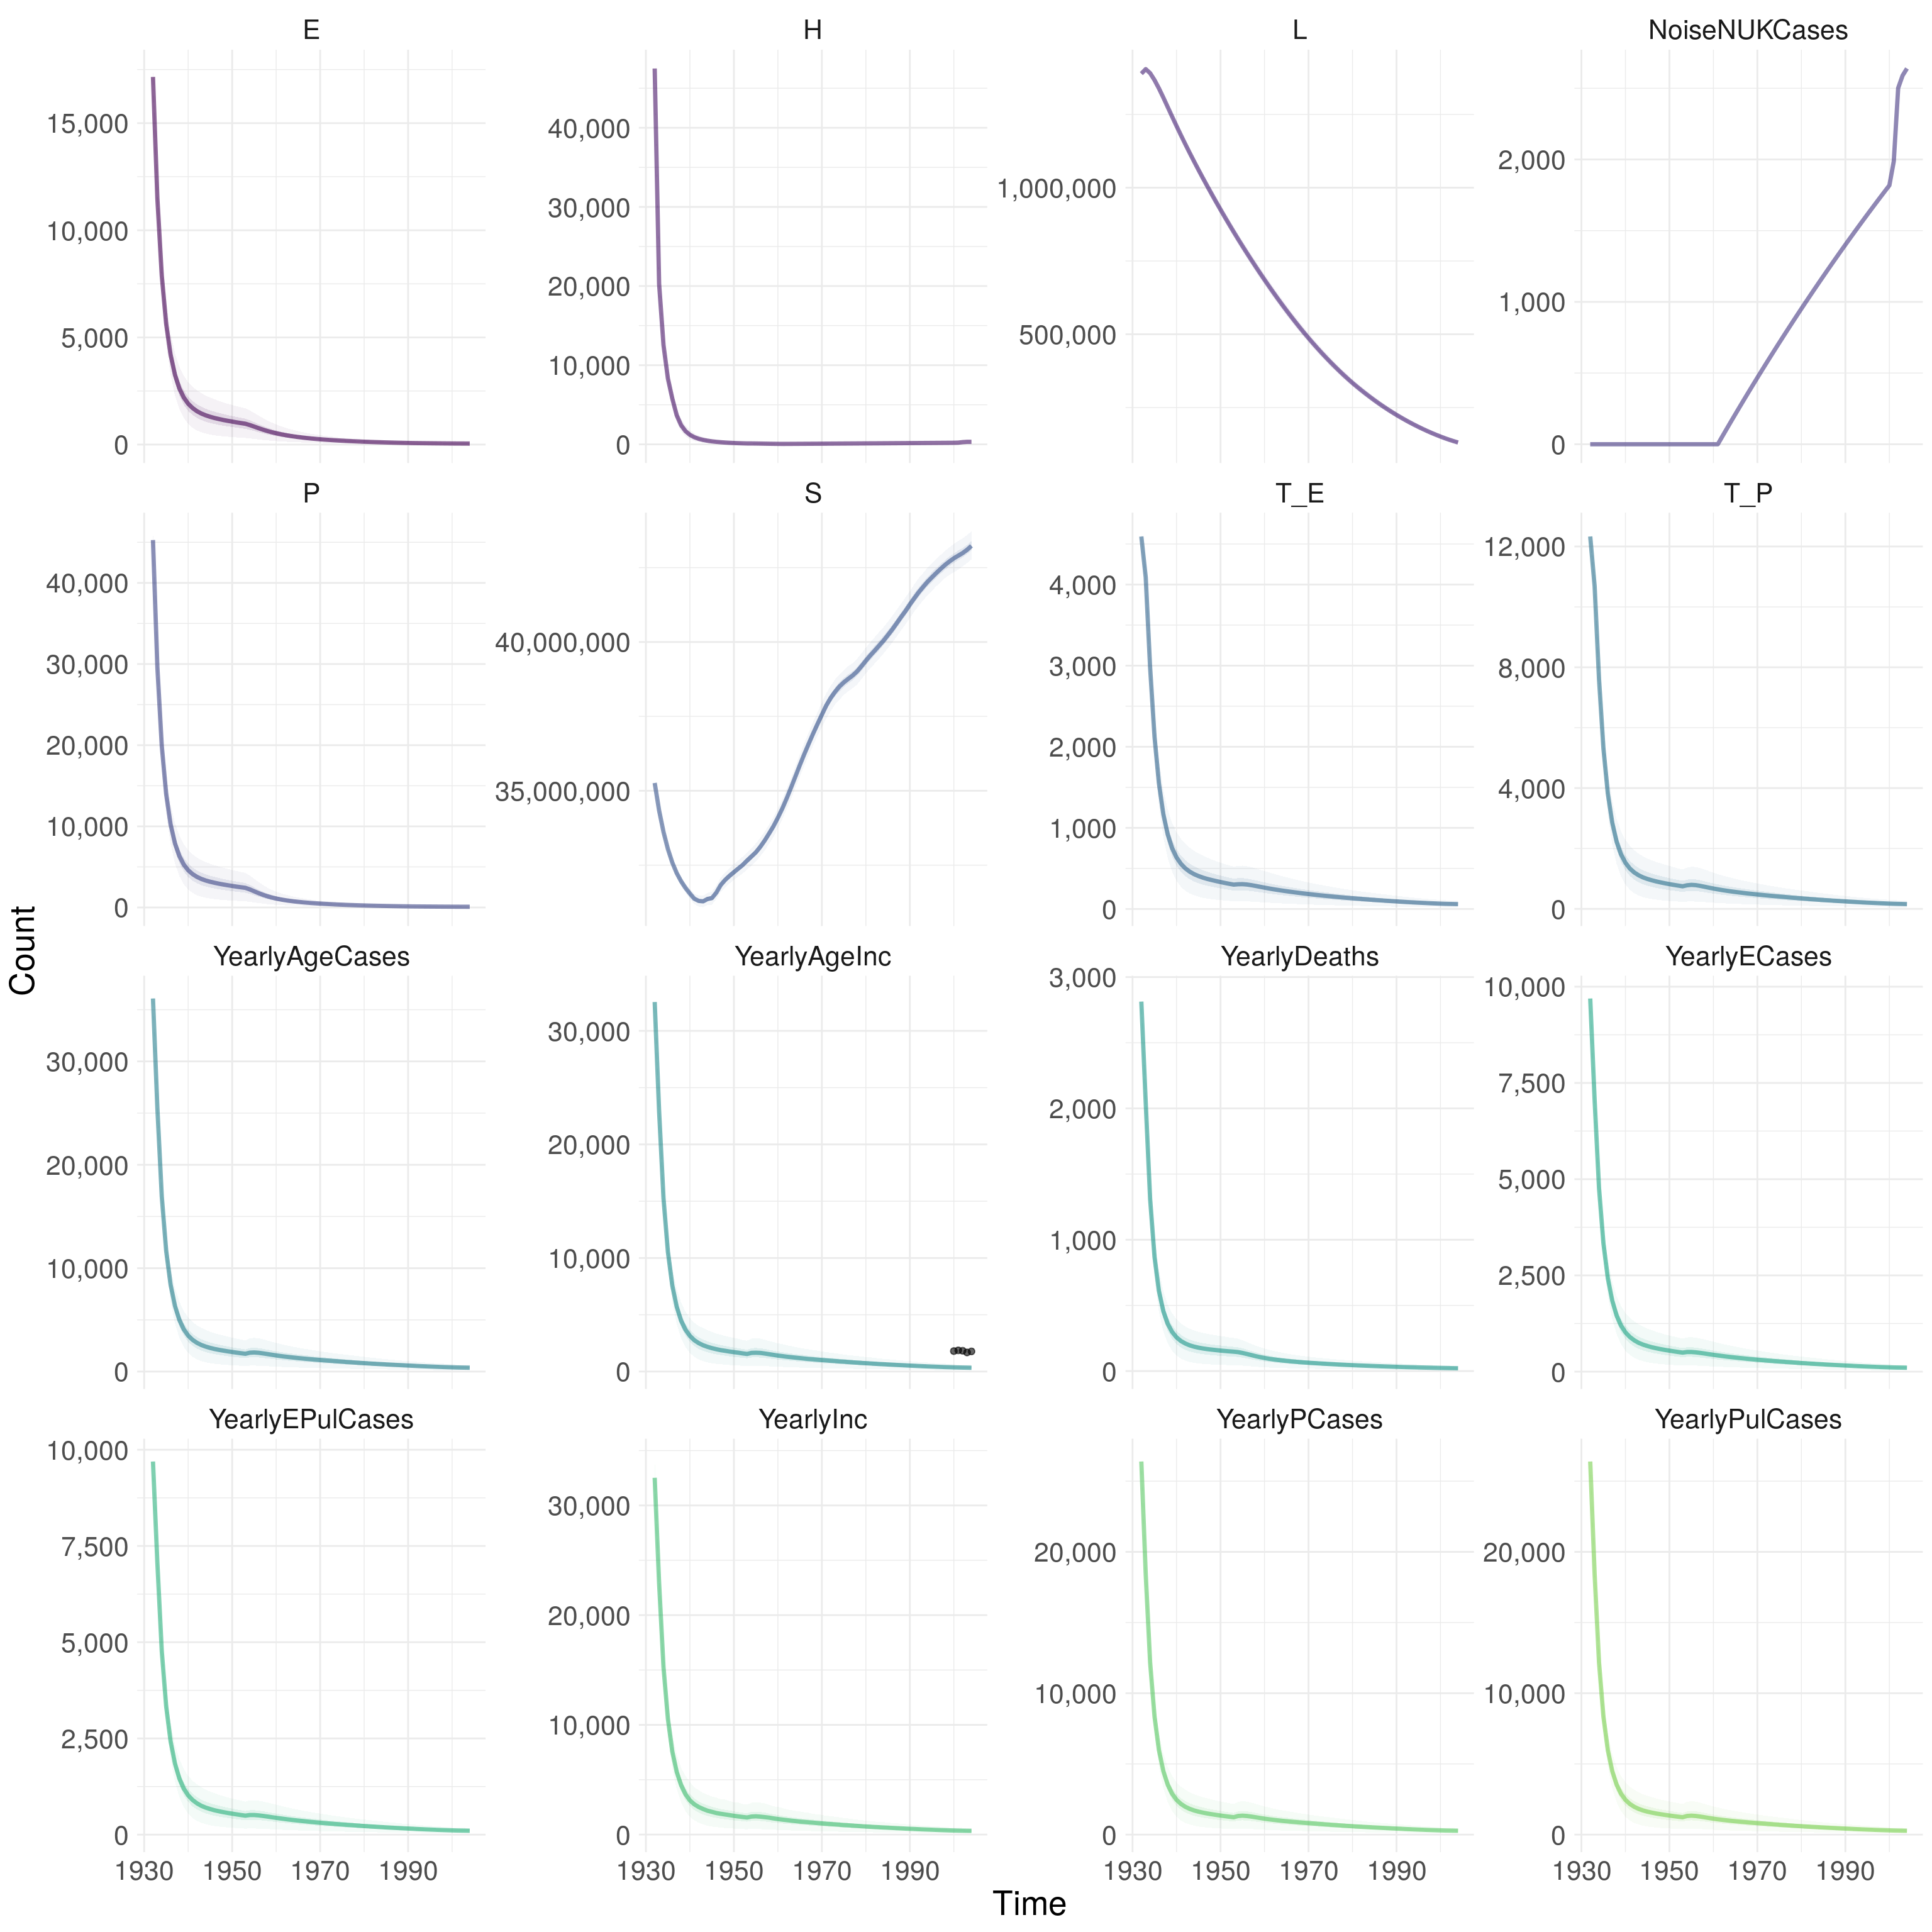 E H L NoiseNUKCases
15,000 10,000 5,000 0
40,000 30,000 20,000 10,000 0
1,000,000 500,000
2,000 1,000 0
P S T_E T_P
40,000 30,000 20,000 10,000 0
40,000,000 35,000,000
4,000 3,000 2,000 1,000 0
12,000 8,000 4,000 0
Count
YearlyAgeCases YearlyAgeInc YearlyDeaths YearlyECases
30,000 20,000 10,000 0
30,000 20,000 10,000 0
3,000 2,000 1,000 0
10,000 7,500 5,000 2,500 0
YearlyEPulCases YearlyInc YearlyPCases YearlyPulCases
10,000 7,500 5,000 2,500 0
30,000 20,000 10,000 0
20,000 10,000 0
20,000 10,000 0
1930 1950 1970 1990 1930 1950 1970 1990 1930 1950 1970 1990 1930 1950 1970 1990
Time